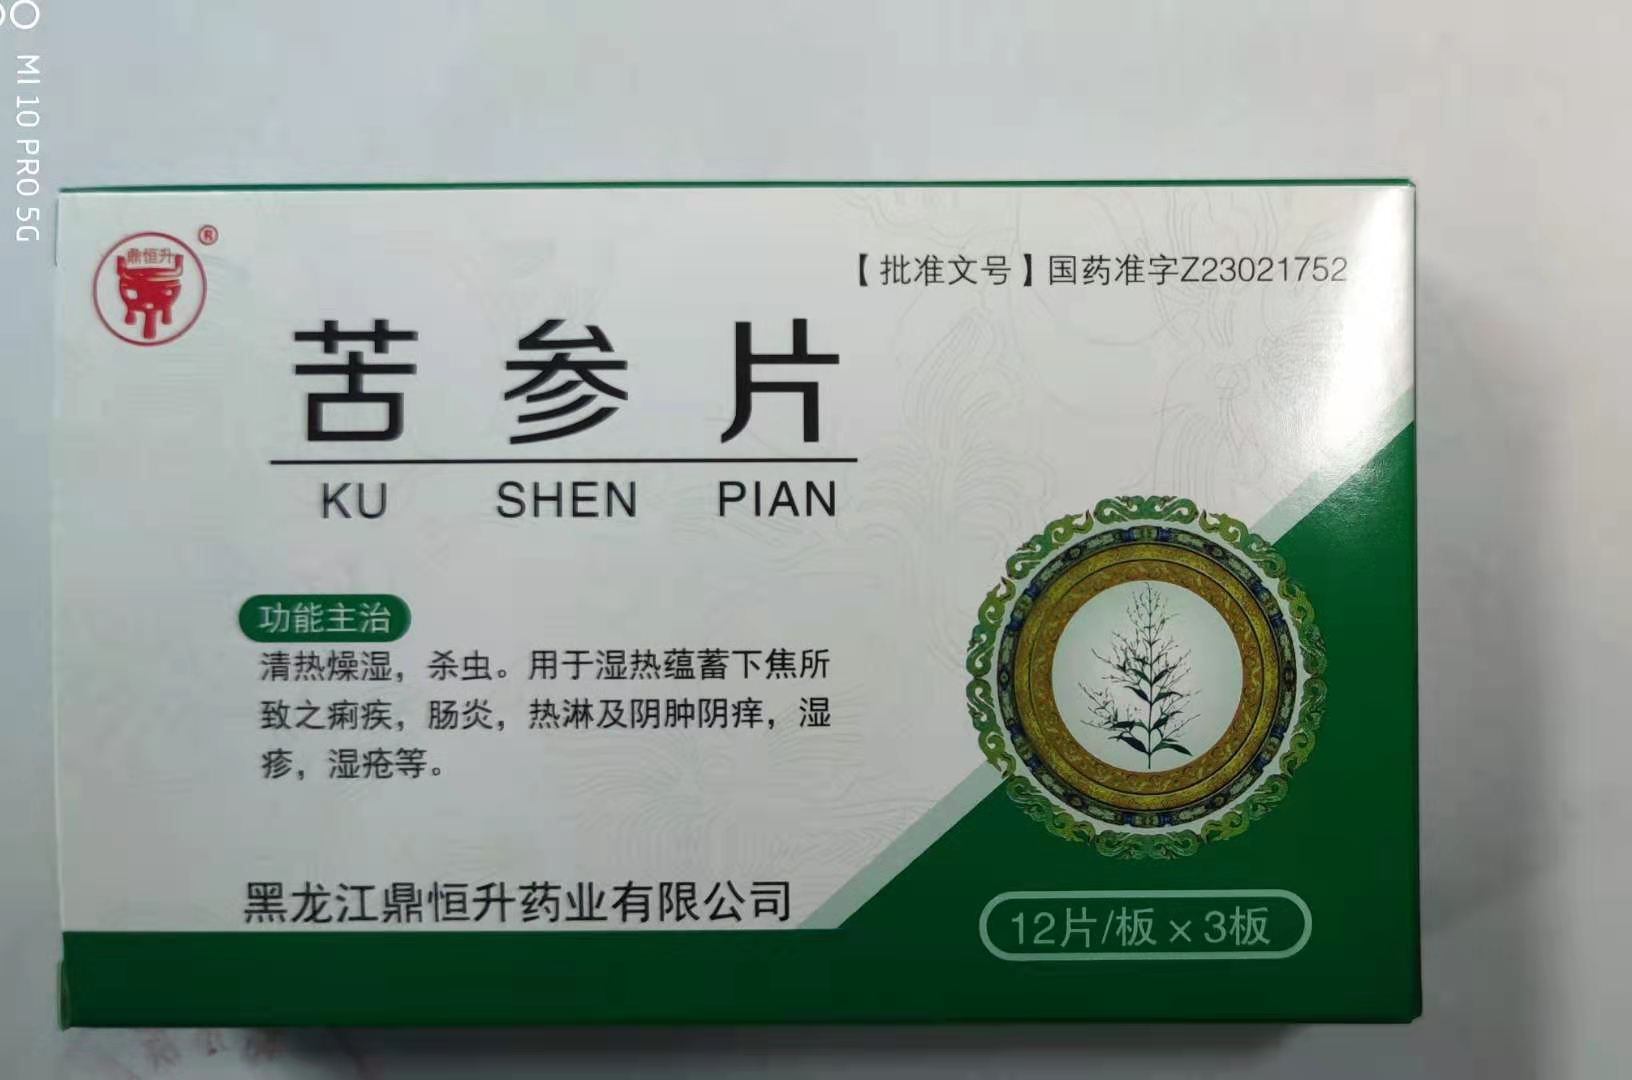 MI 10 PRO 5G
鼎恒升
®
【批准文号】国药准字Z23021752
苦参片
KU SHEN PIAN
功能主治
清热燥湿，杀虫。用于湿热蕴蓄下焦所
致之痢疾，肠炎，热淋及阴肿阴痒，湿
疹，湿疮等。
黑龙江鼎恒升药业有限公司
12片/板×3板